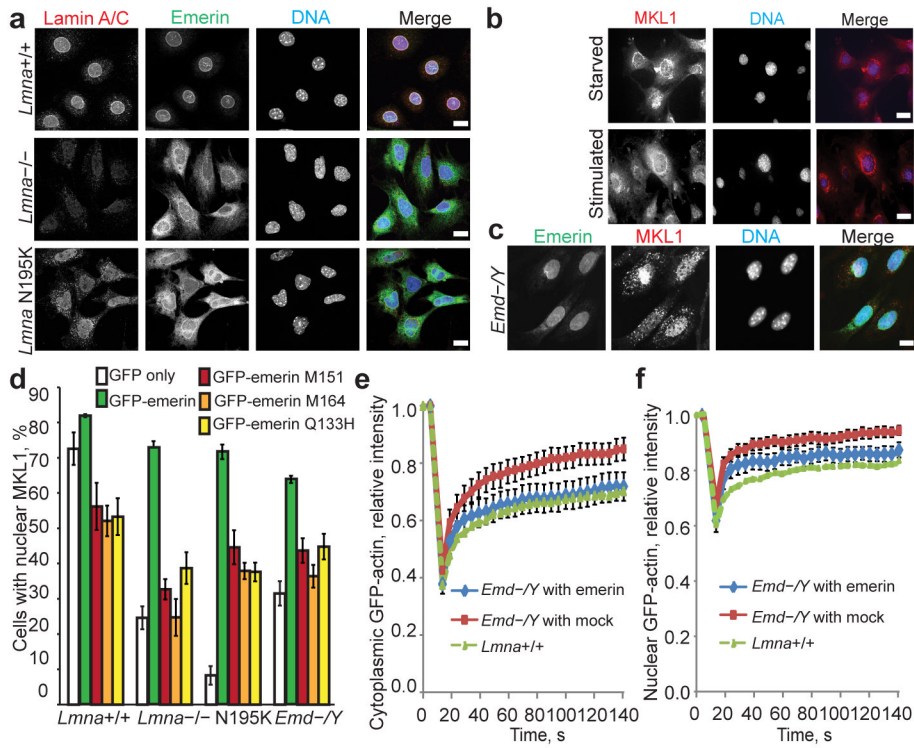 a
Lamin A/C Emerin DNA Merge
Lmna+/+
Lmna−/−
Lmna N195K
b
MKL1 DNA Merge
Starved
Stimulated
c
Emerin MKL1 DNA Merge
Emd−/Y
d
GFP only
GFP-emerin
GFP-emerin M151
GFP-emerin M164
GFP-emerin Q133H
Cells with nuclear MKL1, %
90
80
70
60
50
40
30
20
10
0
Lmna+/+ Lmna−/− N195K Emd−/Y
e
Cytoplasmic GFP-actin, relative intensity
1.0
0.8
0.6
0.4
0.2
0.0
Emd−/Y with emerin
Emd−/Y with mock
Lmna+/+
0 20 40 60 80 100 120 140
Time, s
f
Nuclear GFP-actin, relative intensity
1.0
0.8
0.6
0.4
0.2
0.0
Emd−/Y with emerin
Emd−/Y with mock
Lmna+/+
0 20 40 60 80 100 120 140
Time, s